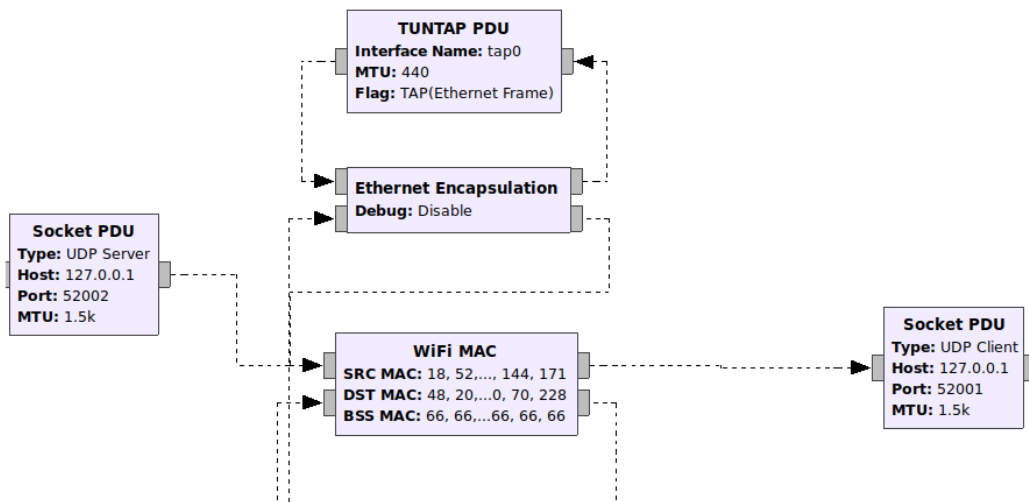 TUNTAP PDU
Interface Name: tap0
MTU: 440
Flag: TAP(Ethernet Frame)
Ethernet Encapsulation
Debug: Disable
Socket PDU
Type: UDP Server
Host: 127.0.0.1
Port: 52002
MTU: 1.5k
WiFi MAC
SRC MAC: 18, 52,..., 144, 171
DST MAC: 48, 20,...0, 70, 228
BSS MAC: 66, 66,...66, 66, 66
Socket PDU
Type: UDP Client
Host: 127.0.0.1
Port: 52001
MTU: 1.5k